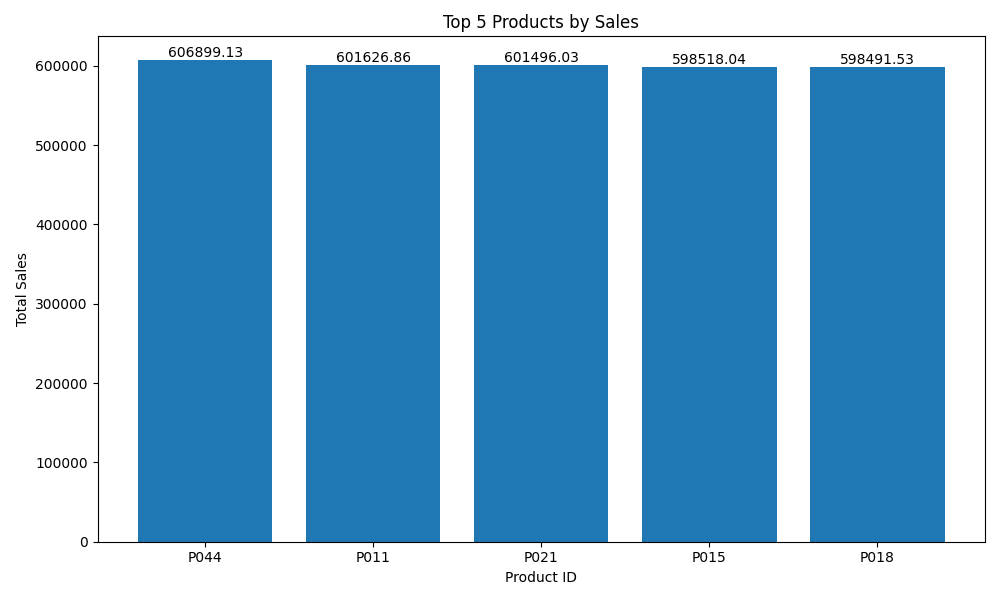 Top 5 Products by Sales
606899.13
601626.86
601496.03
598518.04
598491.53
600000
500000
400000
300000
200000
100000
0
Total Sales
P044
P011
P021
P015
P018
Product ID